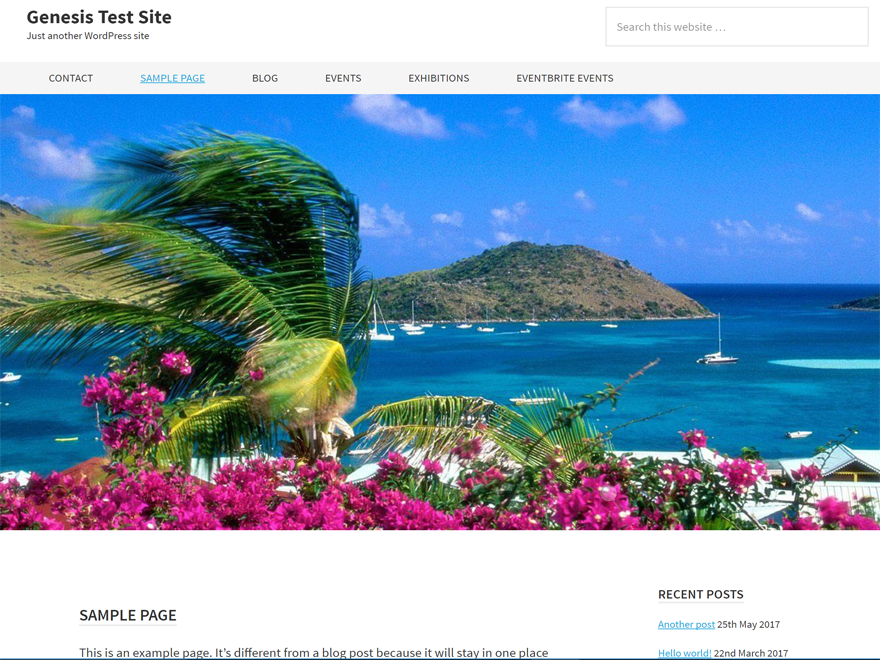 Genesis Test Site
Just another WordPress site
Search this website …
CONTACT SAMPLE PAGE BLOG EVENTS EXHIBITIONS EVENTBRITE EVENTS
SAMPLE PAGE
This is an example page. It's different from a blog post because it will stay in one place
RECENT POSTS
Another post 25th May 2017
Hello world! 22nd March 2017